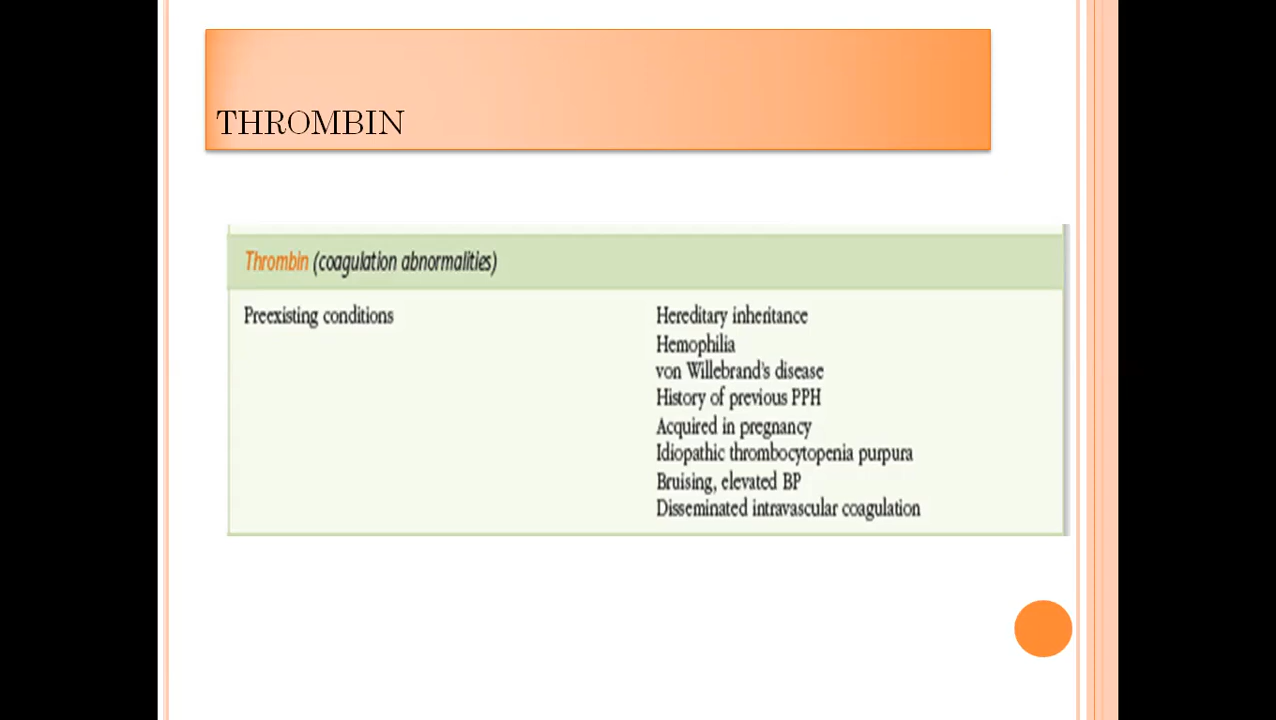 THROMBIN
Thrombin (coagulation abnormalities)
Preexisting conditions
Hereditary inheritance
Hemophilia
von Willebrand's disease
History of previous PPH
Acquired in pregnancy
Idiopathic thrombocytopenia purpura
Bruising, elevated BP
Disseminated intravascular coagulation